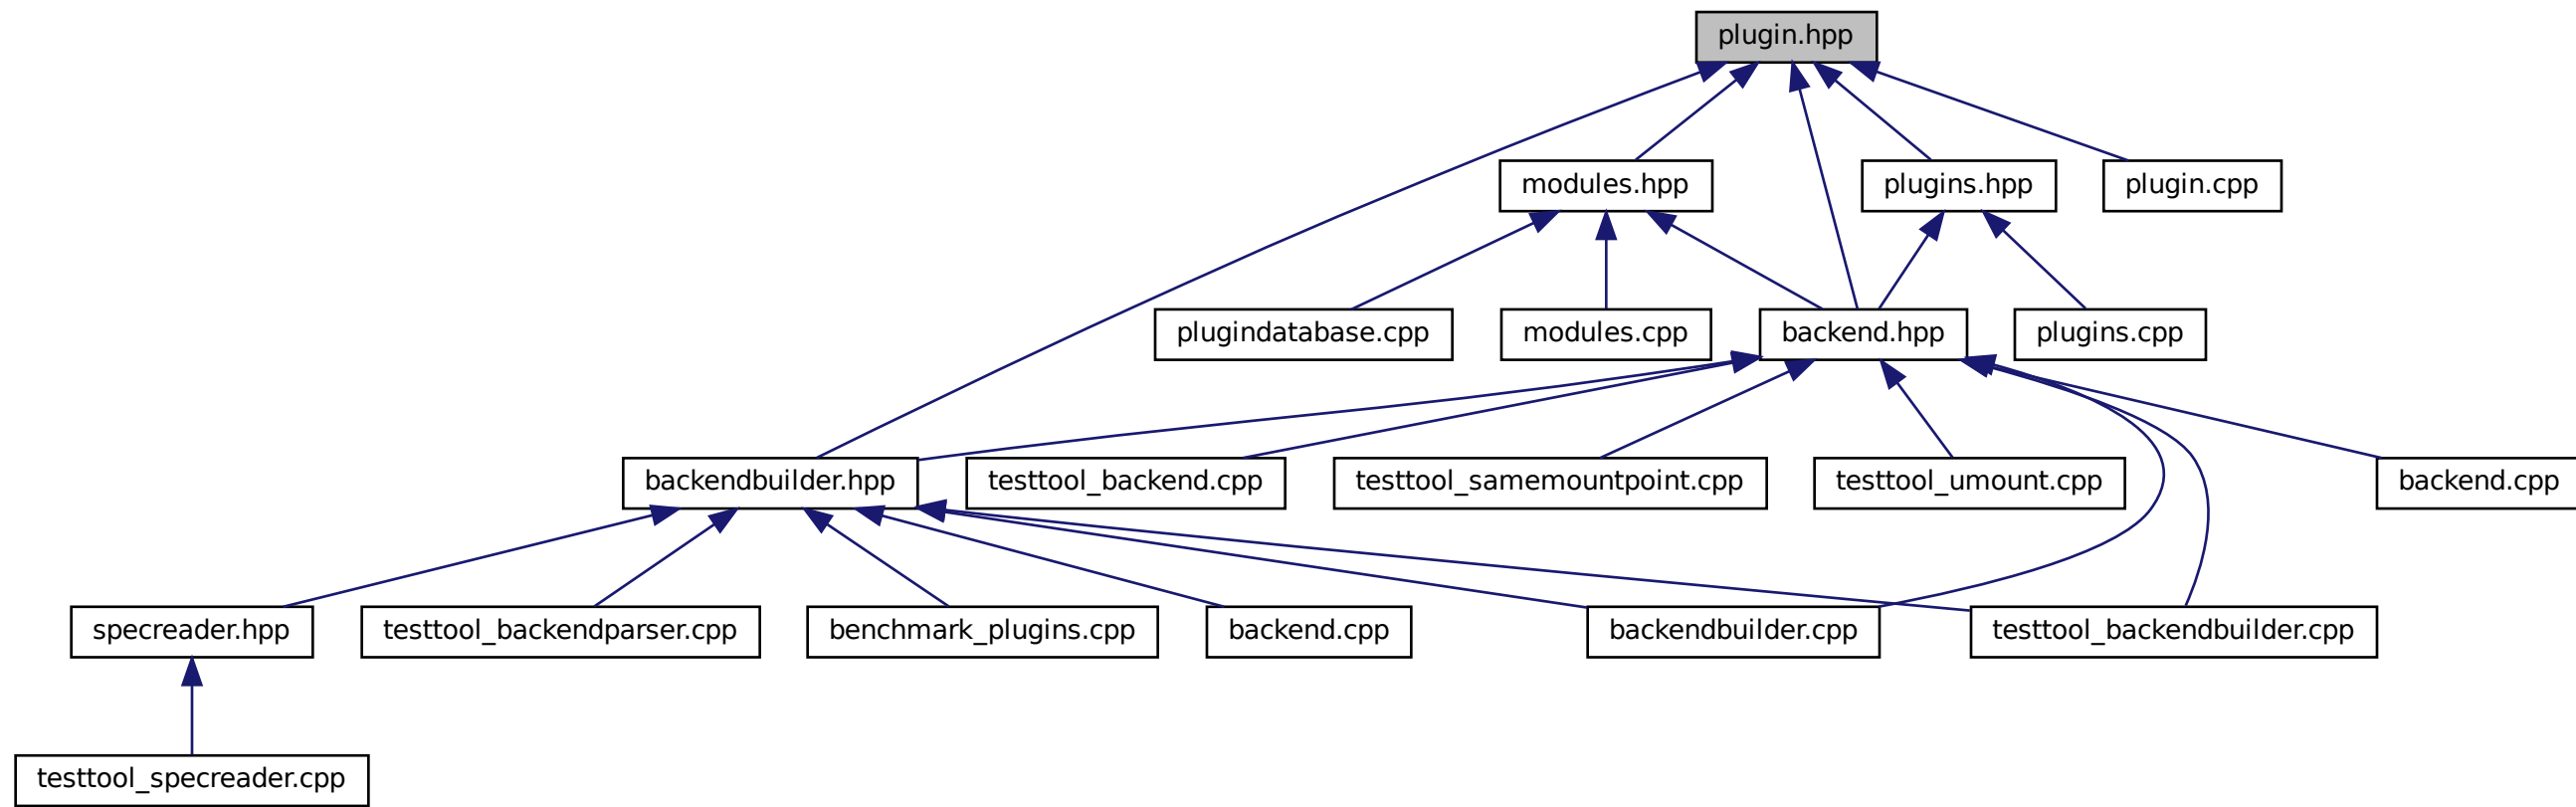 plugin.hpp
modules.hpp
plugins.hpp
plugin.cpp
plugindatabase.cpp
modules.cpp
backend.hpp
plugins.cpp
backendbuilder.hpp
testtool_backend.cpp
testtool_samemountpoint.cpp
testtool_umount.cpp
backend.cpp
specreader.hpp
testtool_backendparser.cpp
benchmark_plugins.cpp
backend.cpp
backendbuilder.cpp
testtool_backendbuilder.cpp
testtool_specreader.cpp